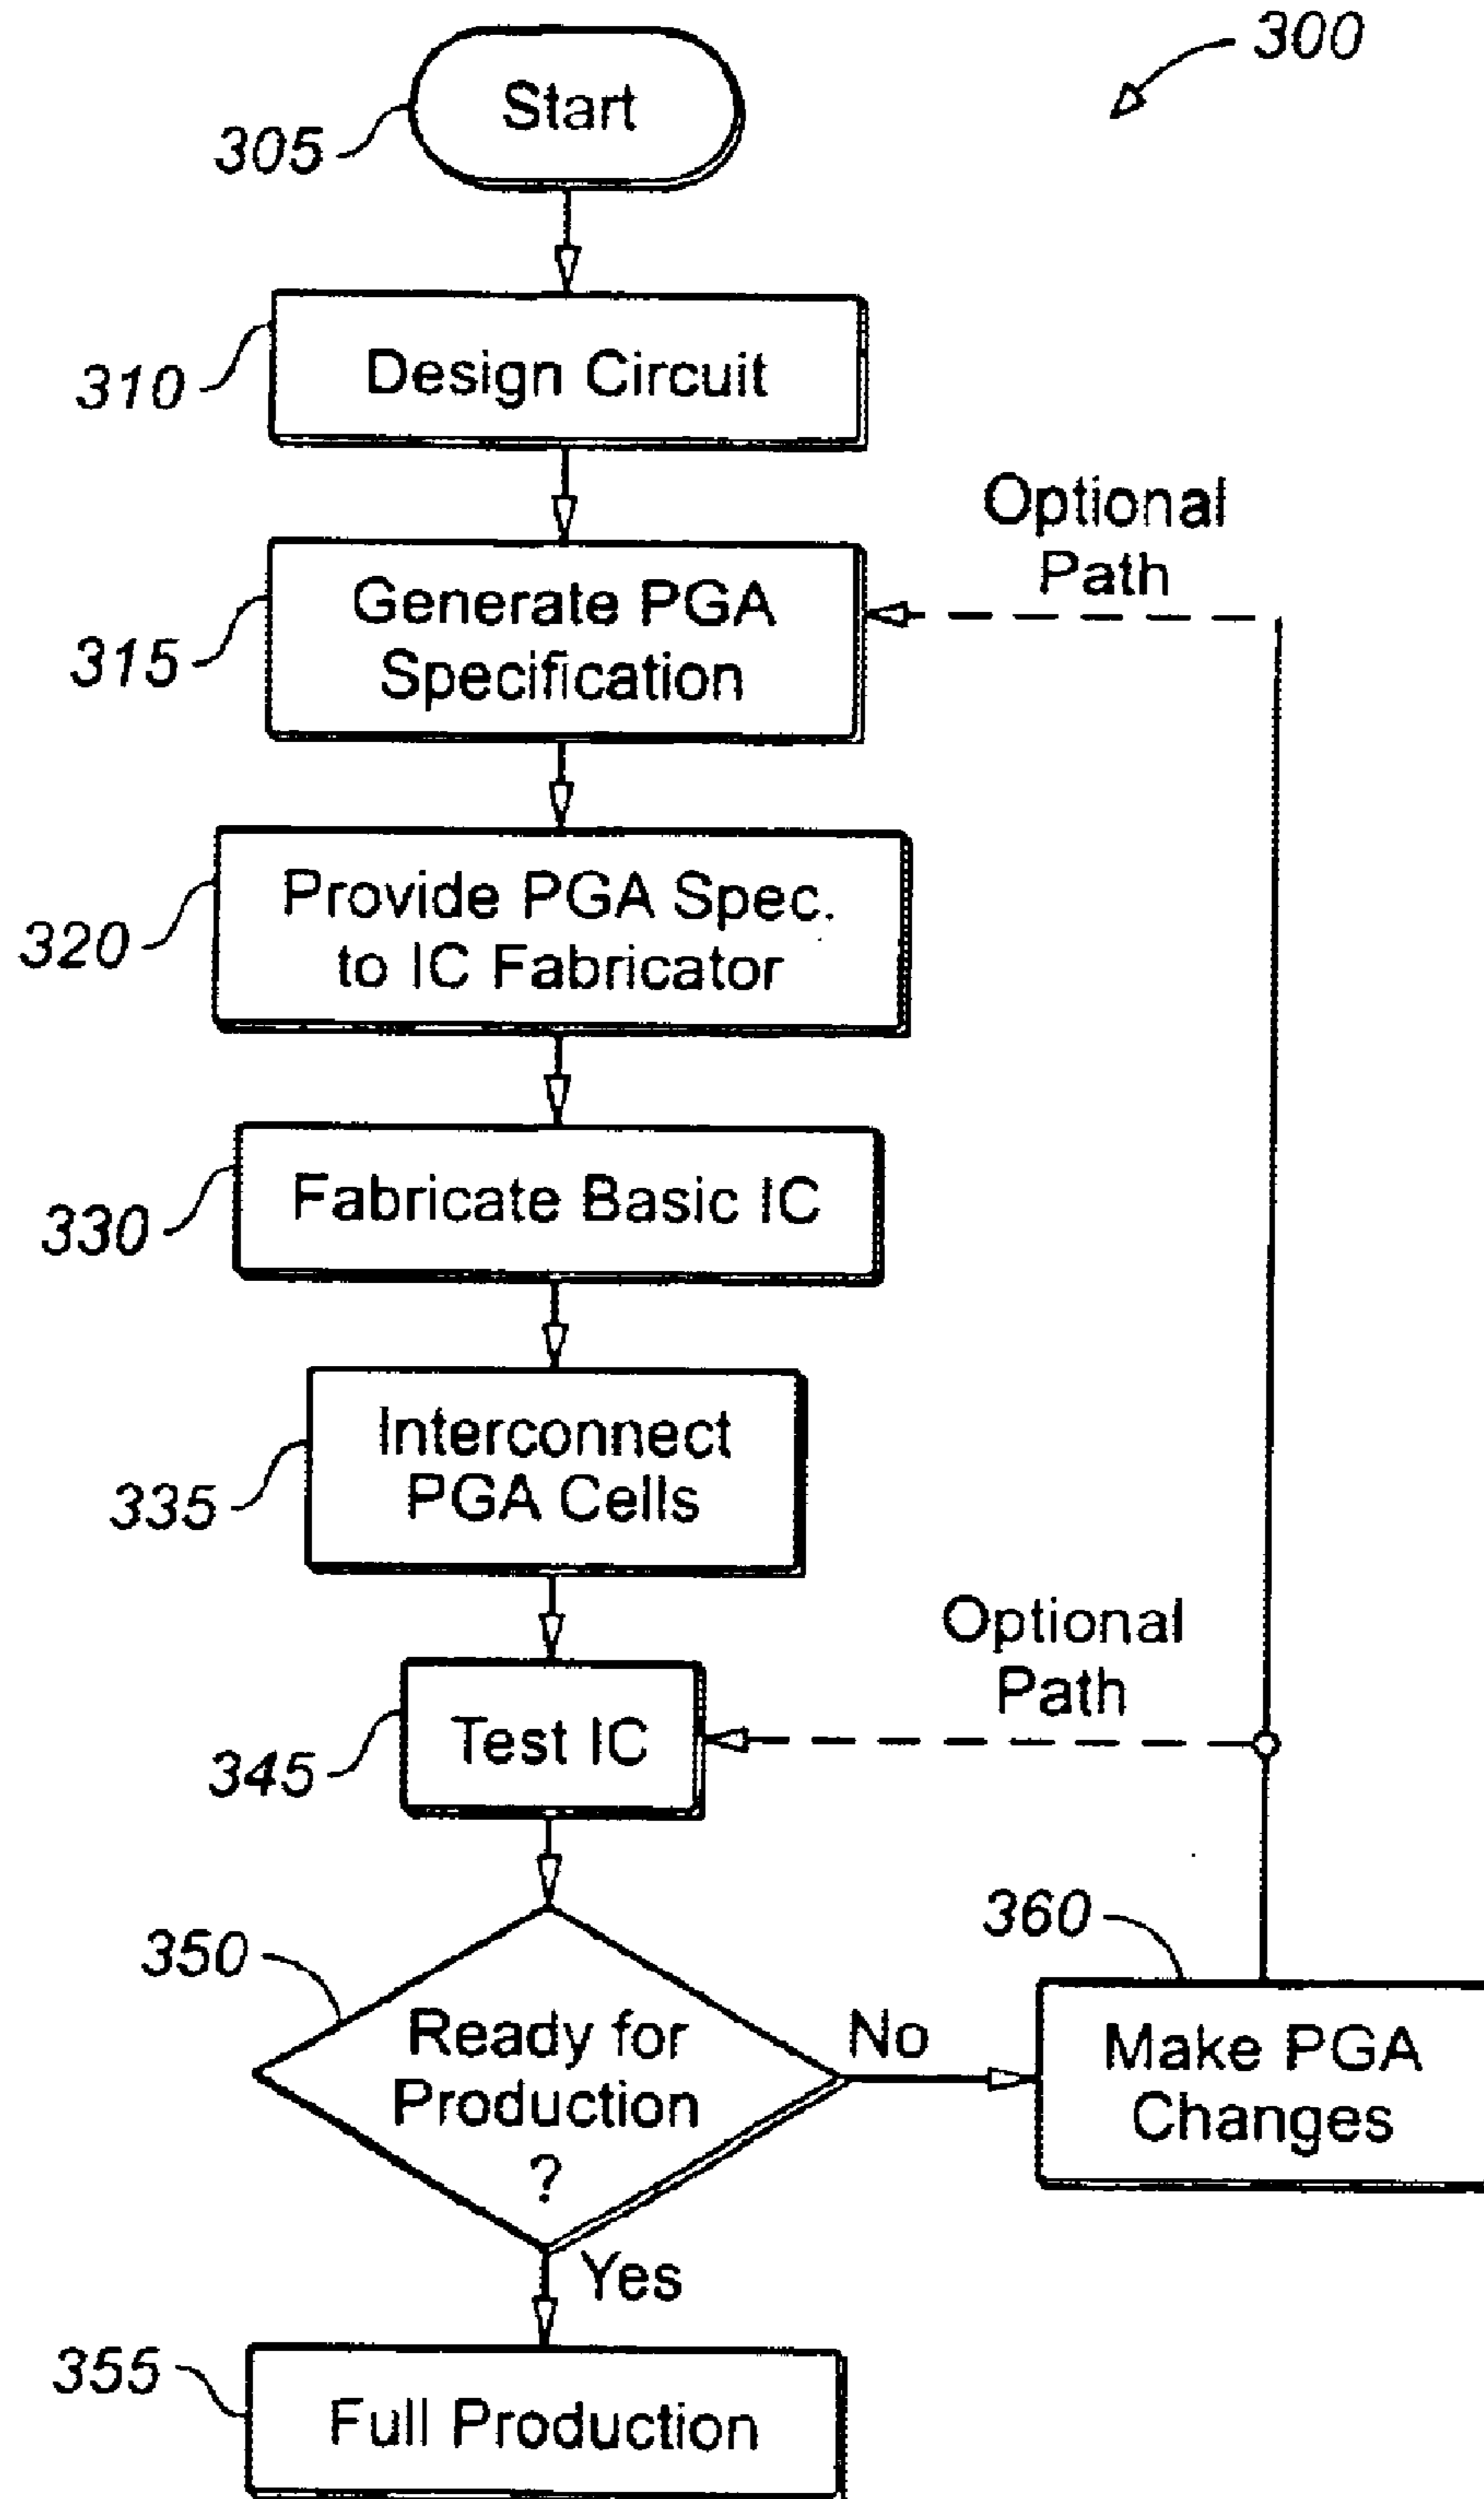 300
305
Start
310
Design Circuit
Optional
Path
315
Generate PGA
Specification
320
Provide PGA Spec.
to IC Fabricator
330
Fabricate Basic IC
335
Interconnect
PGA Cells
Optional
Path
345
Test IC
350
Ready for
Production
?
No
360
Make PGA
Changes
Yes
355
Full Production